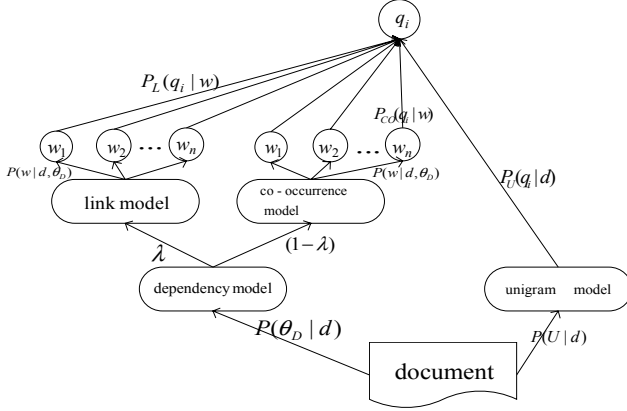 q_i
P_L(q_i | w)
P_CO(q_i | w)
w_1 w_2 ... w_n w_1 w_2 ... w_n
P(w | d, θ_D) P(w | d, θ_D)
link model
co - occurrence
model
P_U(q_i | d)
λ (1 − λ)
dependency model
unigram model
P(θ_D | d) P(U | d)
document